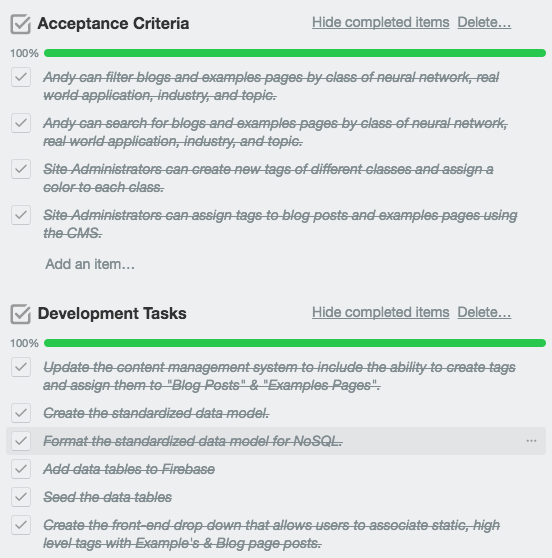 Acceptance Criteria Hide completed items Delete…
100%
Andy can filter blogs and examples pages by class of neural network, real
world application, industry, and topic.
Andy can search for blogs and examples pages by class of neural network,
real world application, industry, and topic.
Site Administrators can create new tags of different classes and assign a
color to each class.
Site Administrators can assign tags to blog posts and examples pages using
the CMS.
Add an item…
Development Tasks Hide completed items Delete…
100%
Update the content management system to include the ability to create tags
and assign them to "Blog Posts" & "Examples Pages".
Create the standardized data model.
Format the standardized data model for NoSQL.
Add data tables to Firebase
Seed the data tables
Create the front-end drop down that allows users to associate static, high
level tags with Example's & Blog page posts.